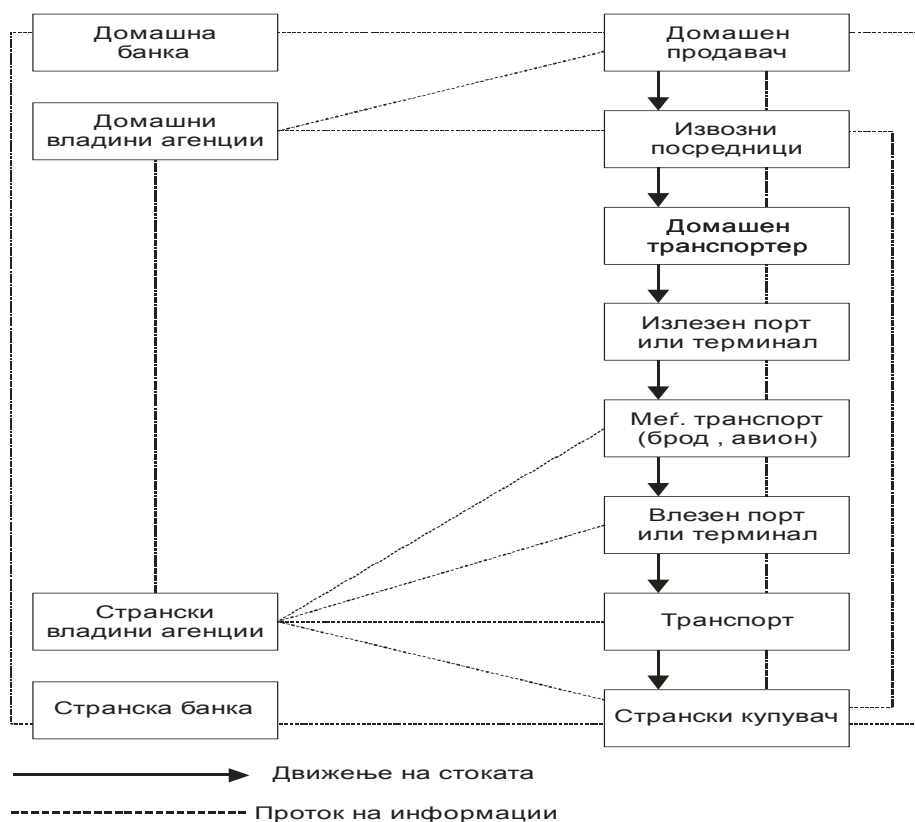 Домашна
банка
Домашни
владини агенции
Странски
владини агенции
Странска банка
Домашен
продавач
Извозни
посредници
Домашен
транспортер
Излезен порт
или терминал
Меѓ. транспорт
(брод , авион)
Влезен порт
или терминал
Транспорт
Странски купувач
Движење на стоката
Проток на информации